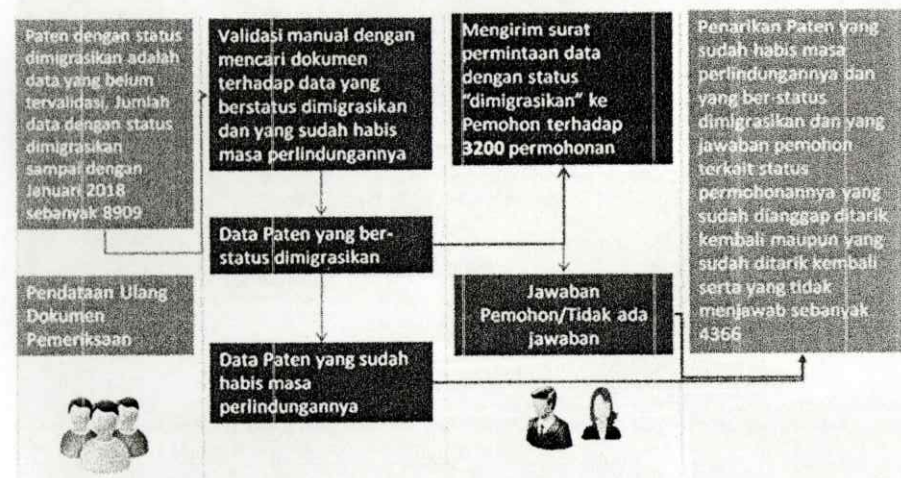 Paten dengan status
dimigrasikan adalah
data yang belum
tervalidasi, Jumlah
data dengan status
dimigrasikan
sampai dengan
Januari 2018
sebanyak 8909
Pendataan Ulang
Dokumen
Pemeriksaan
Validasi manual dengan
mencari dokumen
terhadap data yang
berstatus dimigrasikan
dan yang sudah habis
masa perlindungannya
Data Paten yang ber-
status dimigrasikan
Data Paten yang sudah
habis masa
perlindungannya
Mengirim surat
permintaan data
dengan status
"dimigrasikan" ke
Pemohon terhadap
3200 permohonan
Jawaban
Pemohon/Tidak ada
jawaban
Penarikan Paten yang
sudah habis masa
perlindungannya dan
yang ber-status
dimigrasikan dan yang
jawaban pemohon
terkait status
permohonannya yang
sudah dianggap ditarik
kembali maupun yang
sudah ditarik kembali
serta yang tidak
menjawab sebanyak
4366